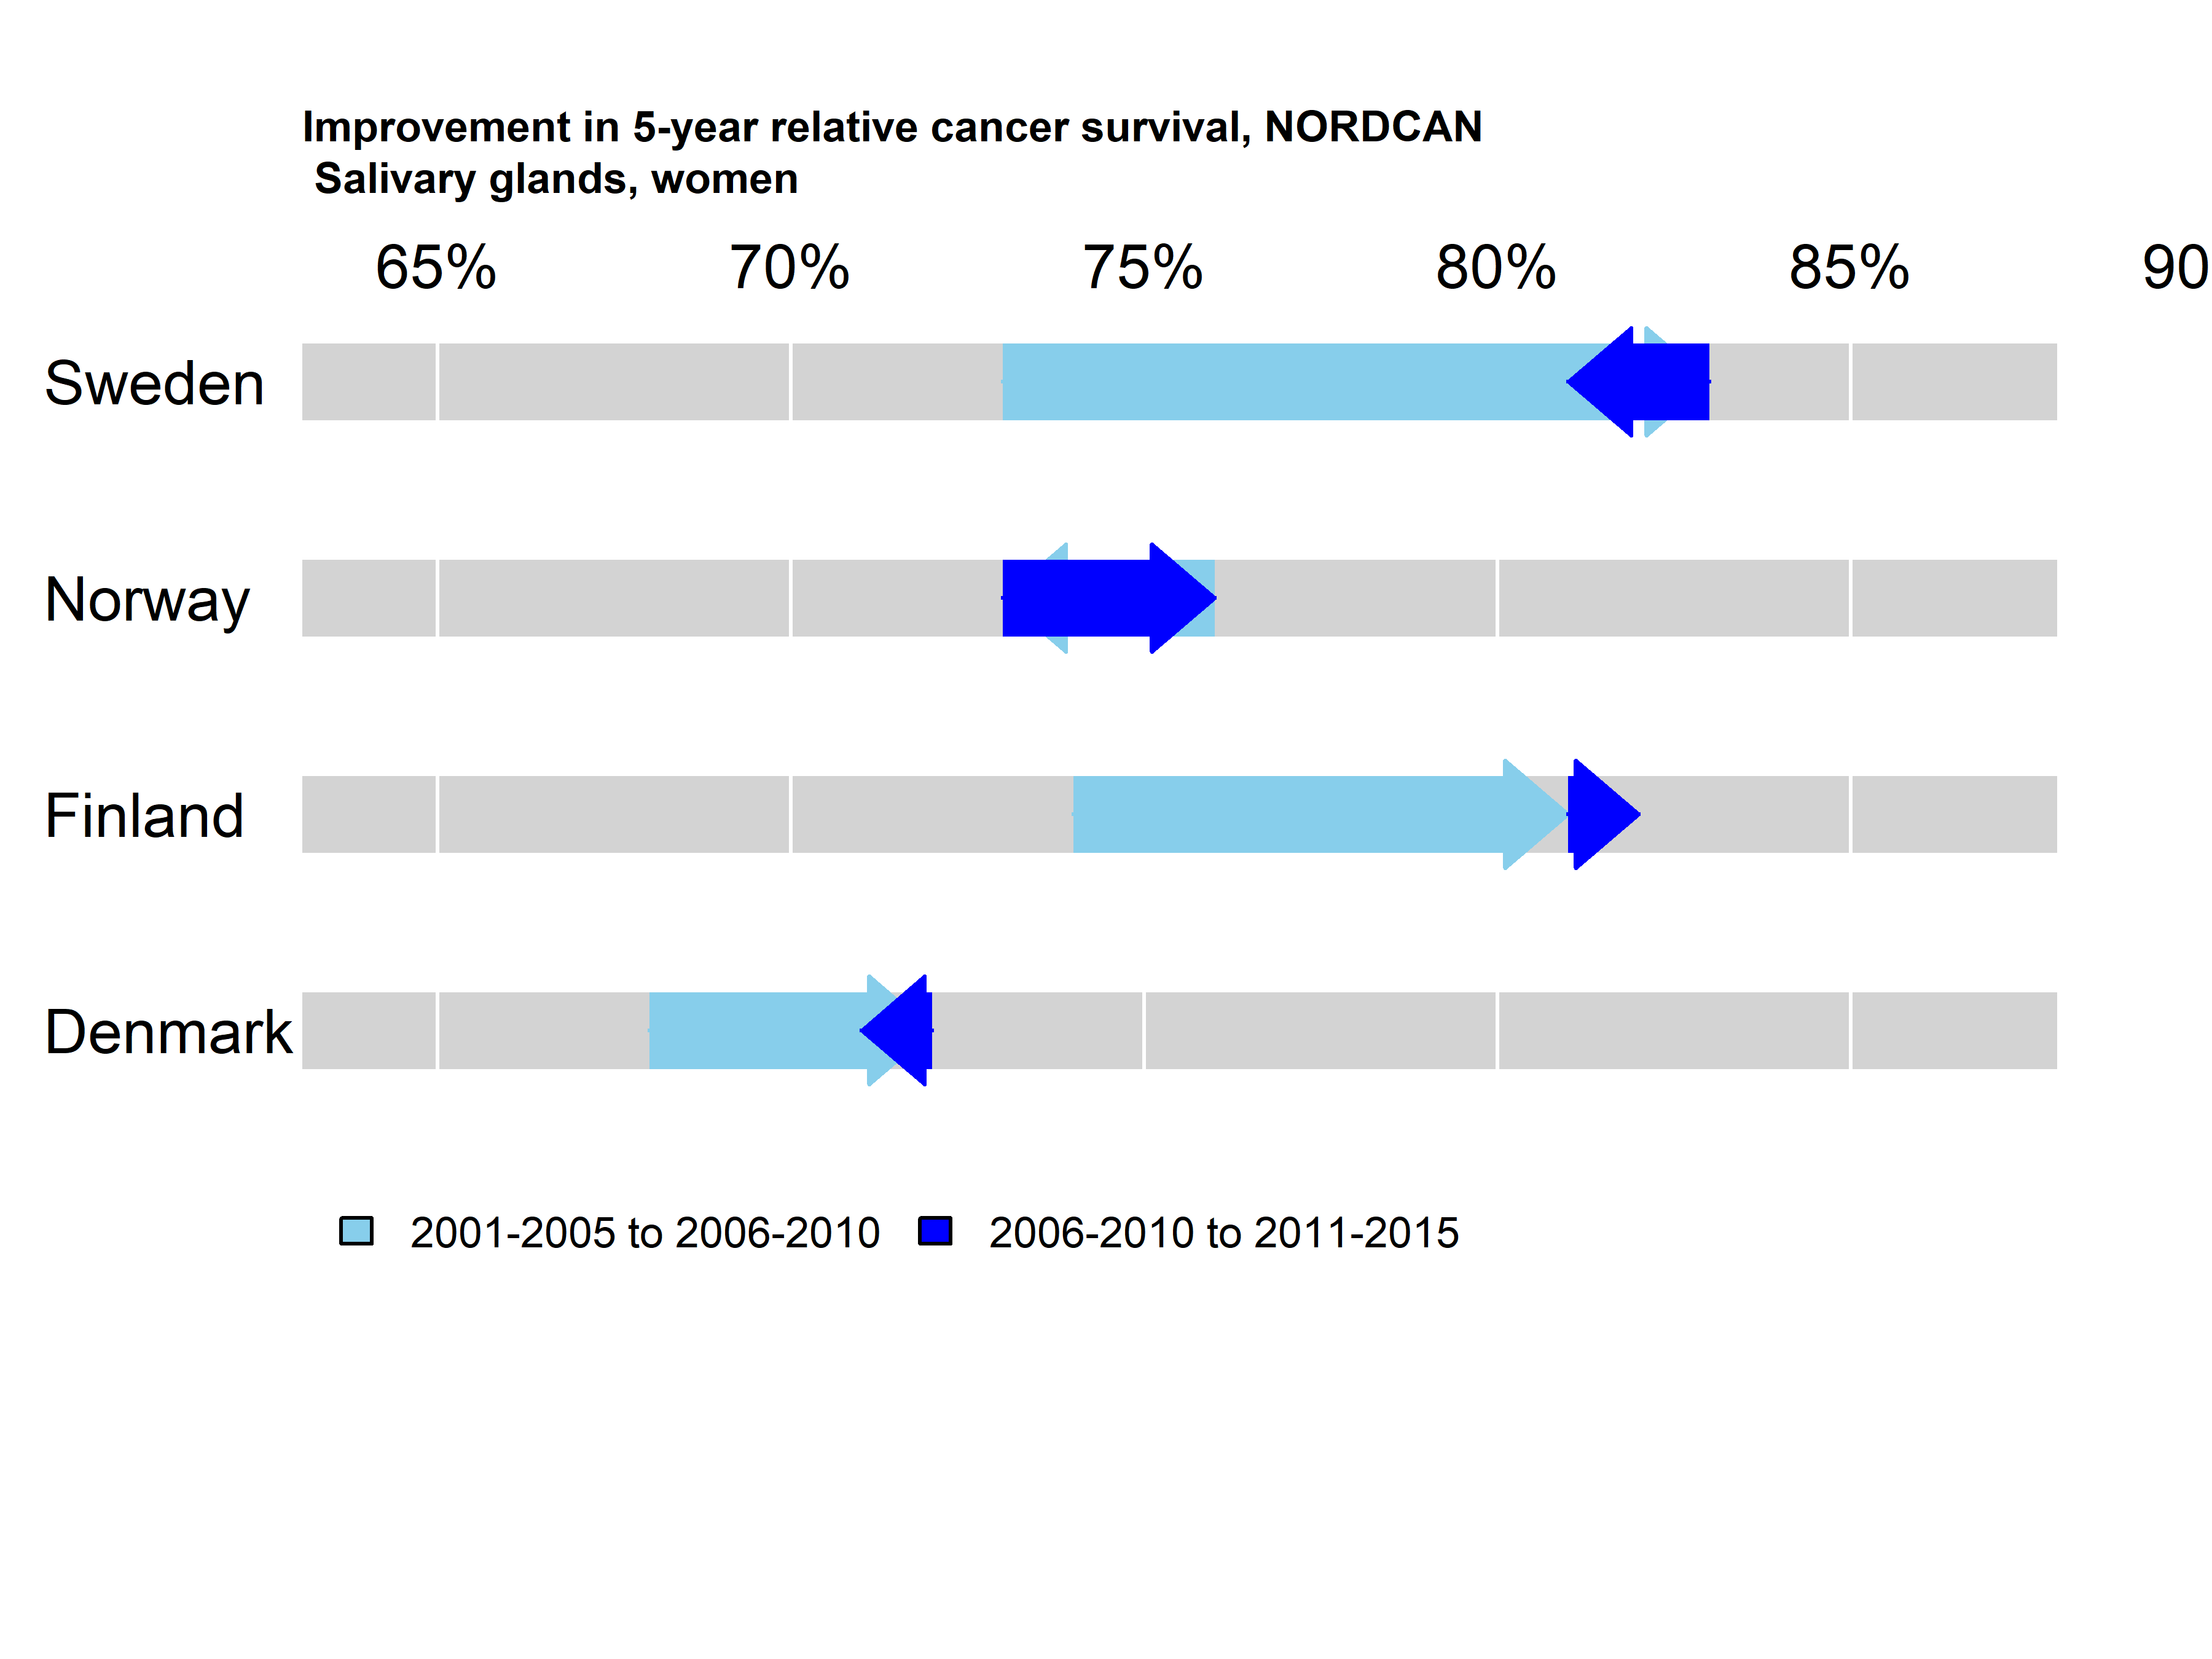 Improvement in 5-year relative cancer survival, NORDCAN
Salivary glands, women
65% 70% 75% 80% 85% 90
Sweden
Norway
Finland
Denmark
2001-2005 to 2006-2010 2006-2010 to 2011-2015